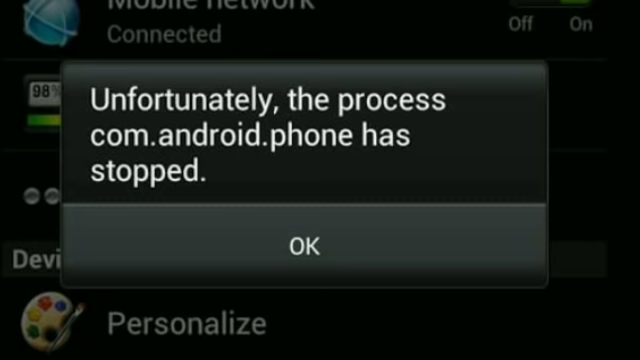 Mobile network
Connected
Off On
98%
Unfortunately, the process
com.android.phone has
stopped.
OK
Devi
Personalize